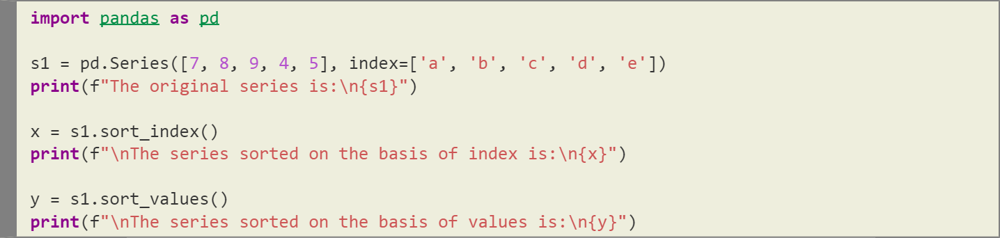 import pandas as pd
s1 = pd.Series([7, 8, 9, 4, 5], index=['a', 'b', 'c', 'd', 'e'])
print(f"The original series is:\n{s1}")
x = s1.sort_index()
print(f"\nThe series sorted on the basis of index is:\n{x}")
y = s1.sort_values()
print(f"\nThe series sorted on the basis of values is:\n{y}")